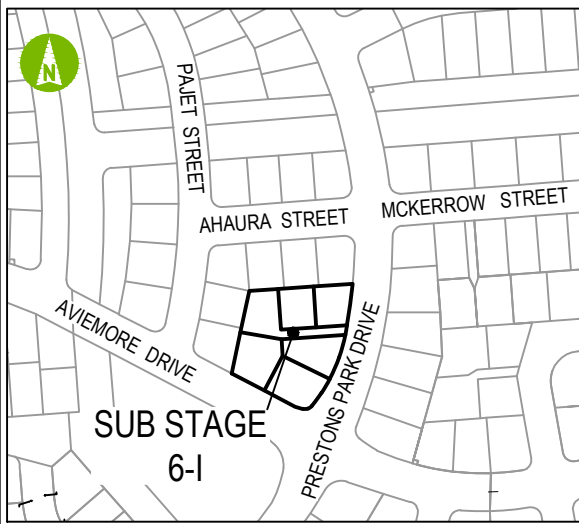 N
PAJET STREET
AHAURA STREET
MCKERROW STREET
AVIEMORE DRIVE
PRESTONS PARK DRIVE
SUB STAGE
6-I